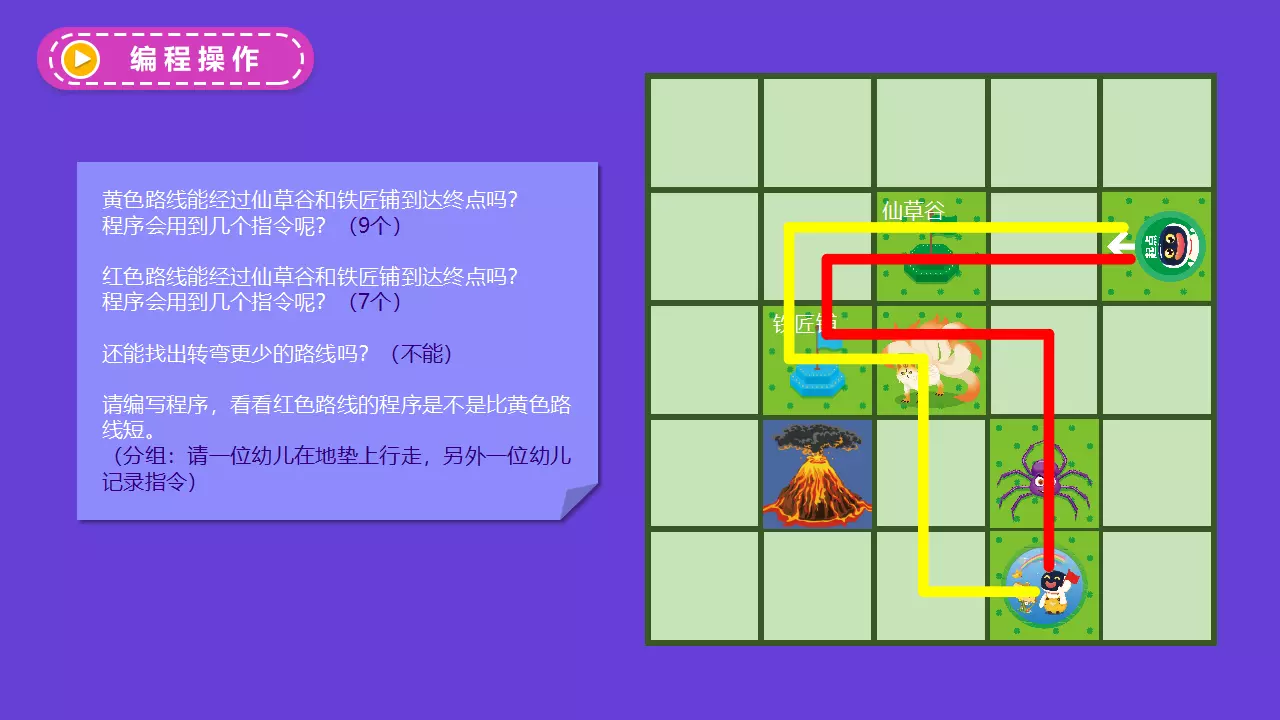 编程操作
黄色路线能经过仙草谷和铁匠铺到达终点吗？
程序会用到几个指令呢？（9个）
红色路线能经过仙草谷和铁匠铺到达终点吗？
程序会用到几个指令呢？（7个）
还能找出转弯更少的路线吗？（不能）
请编写程序，看看红色路线的程序是不是比黄色路
线短。
（分组：请一位幼儿在地垫上行走，另外一位幼儿
记录指令）
仙草谷
起点
铁匠铺